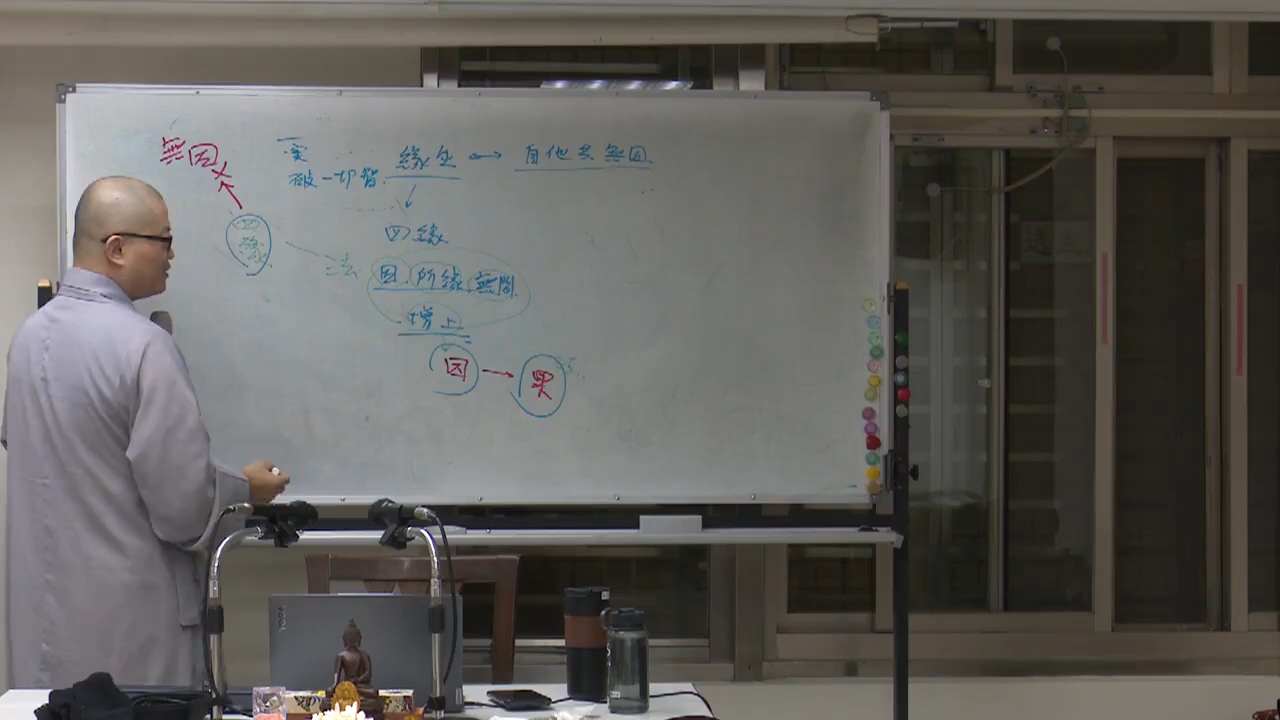 無因
一實
破一切皆 緣生 ↔ 自他共無因
四緣
因、所緣、無間
增上
因 → 果